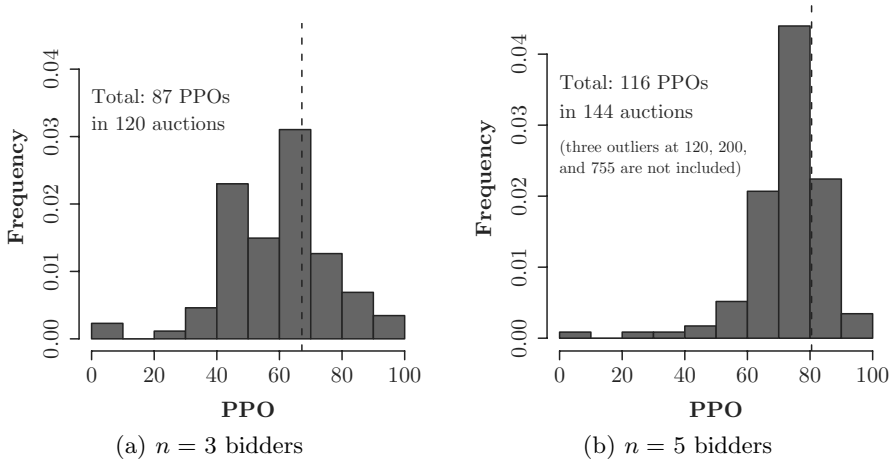 Frequency
0.00 0.01 0.02 0.03 0.04
Total: 87 PPOs
in 120 auctions
0 20 40 60 80 100
PPO
(a) n = 3 bidders
Frequency
0.00 0.01 0.02 0.03 0.04
Total: 116 PPOs
in 144 auctions
(three outliers at 120, 200,
and 755 are not included)
0 20 40 60 80 100
PPO
(b) n = 5 bidders